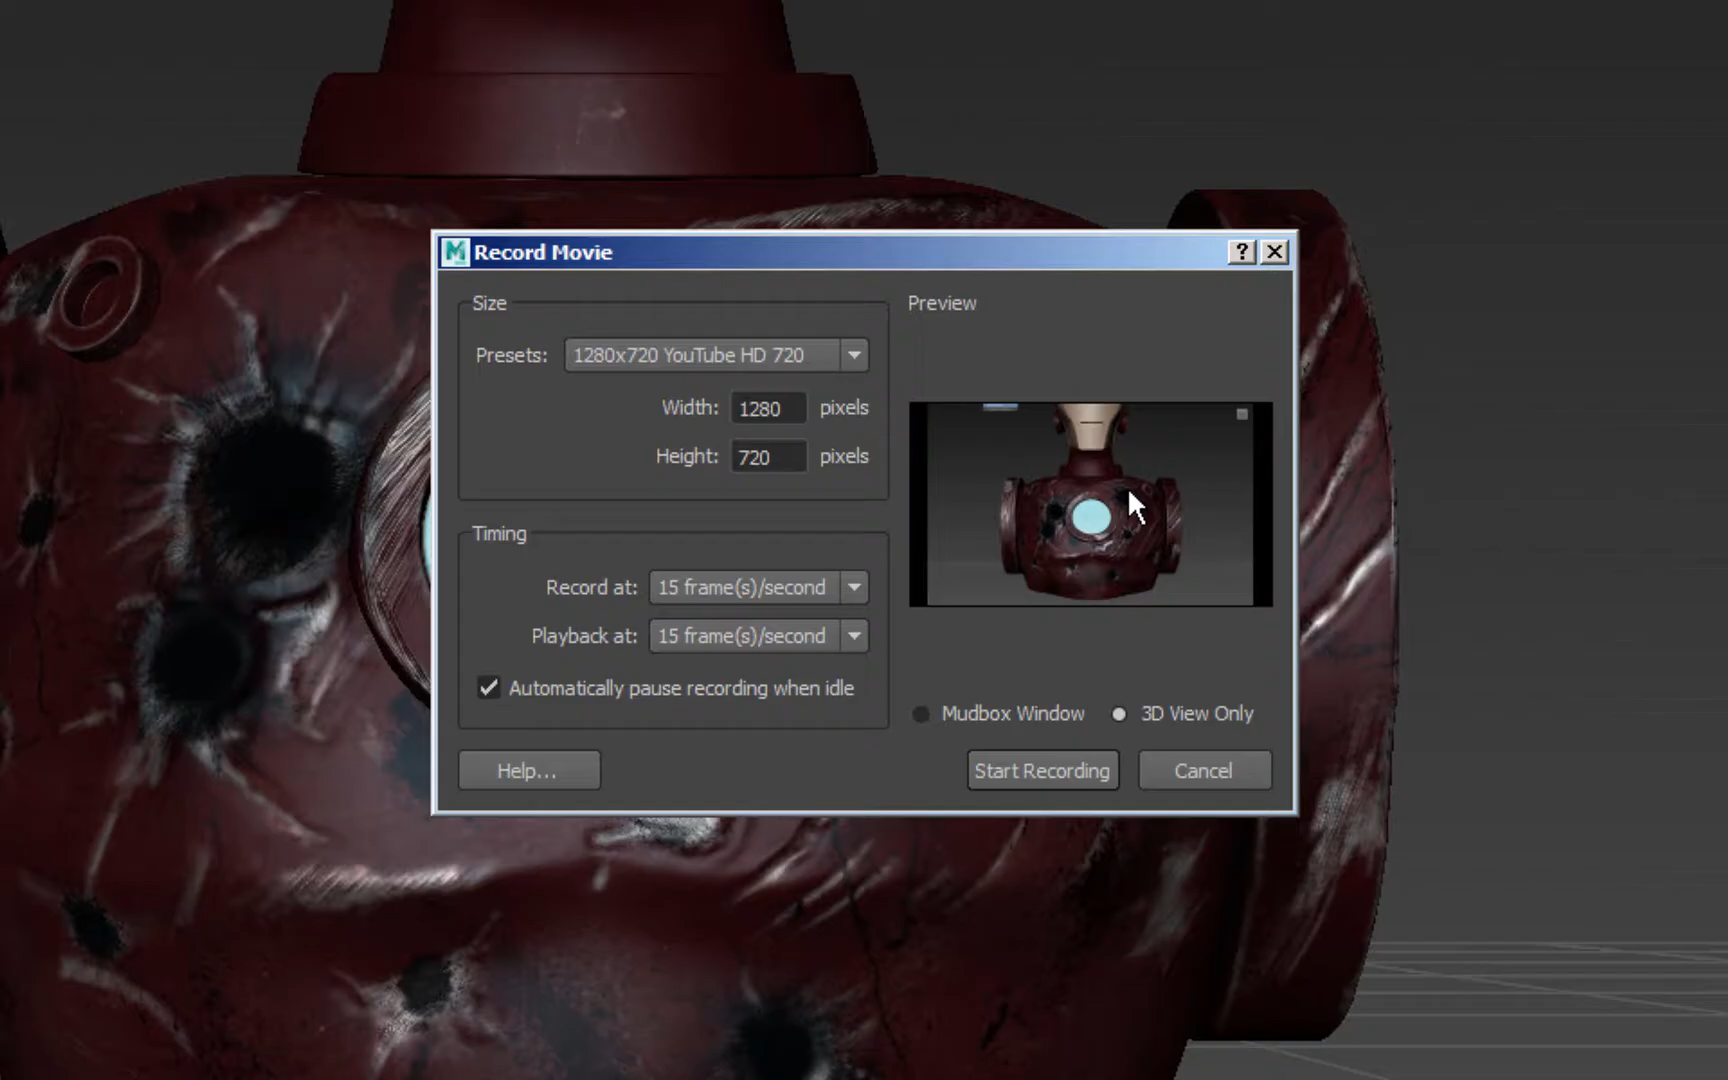 Record Movie
Size
Presets: 1280x720 YouTube HD 720
Width: 1280 pixels
Height: 720 pixels
Timing
Record at: 15 frame(s)/second
Playback at: 15 frame(s)/second
Automatically pause recording when idle
Help...
Preview
Mudbox Window 3D View Only
Start Recording Cancel